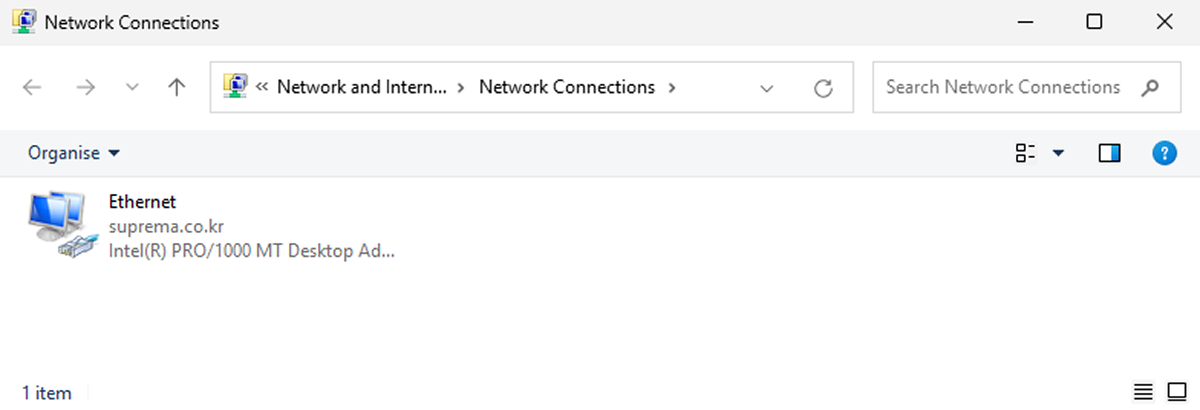 Network Connections
« Network and Intern... > Network Connections >
Search Network Connections
Organise
?
Ethernet
suprema.co.kr
Intel(R) PRO/1000 MT Desktop Ad...
1 item